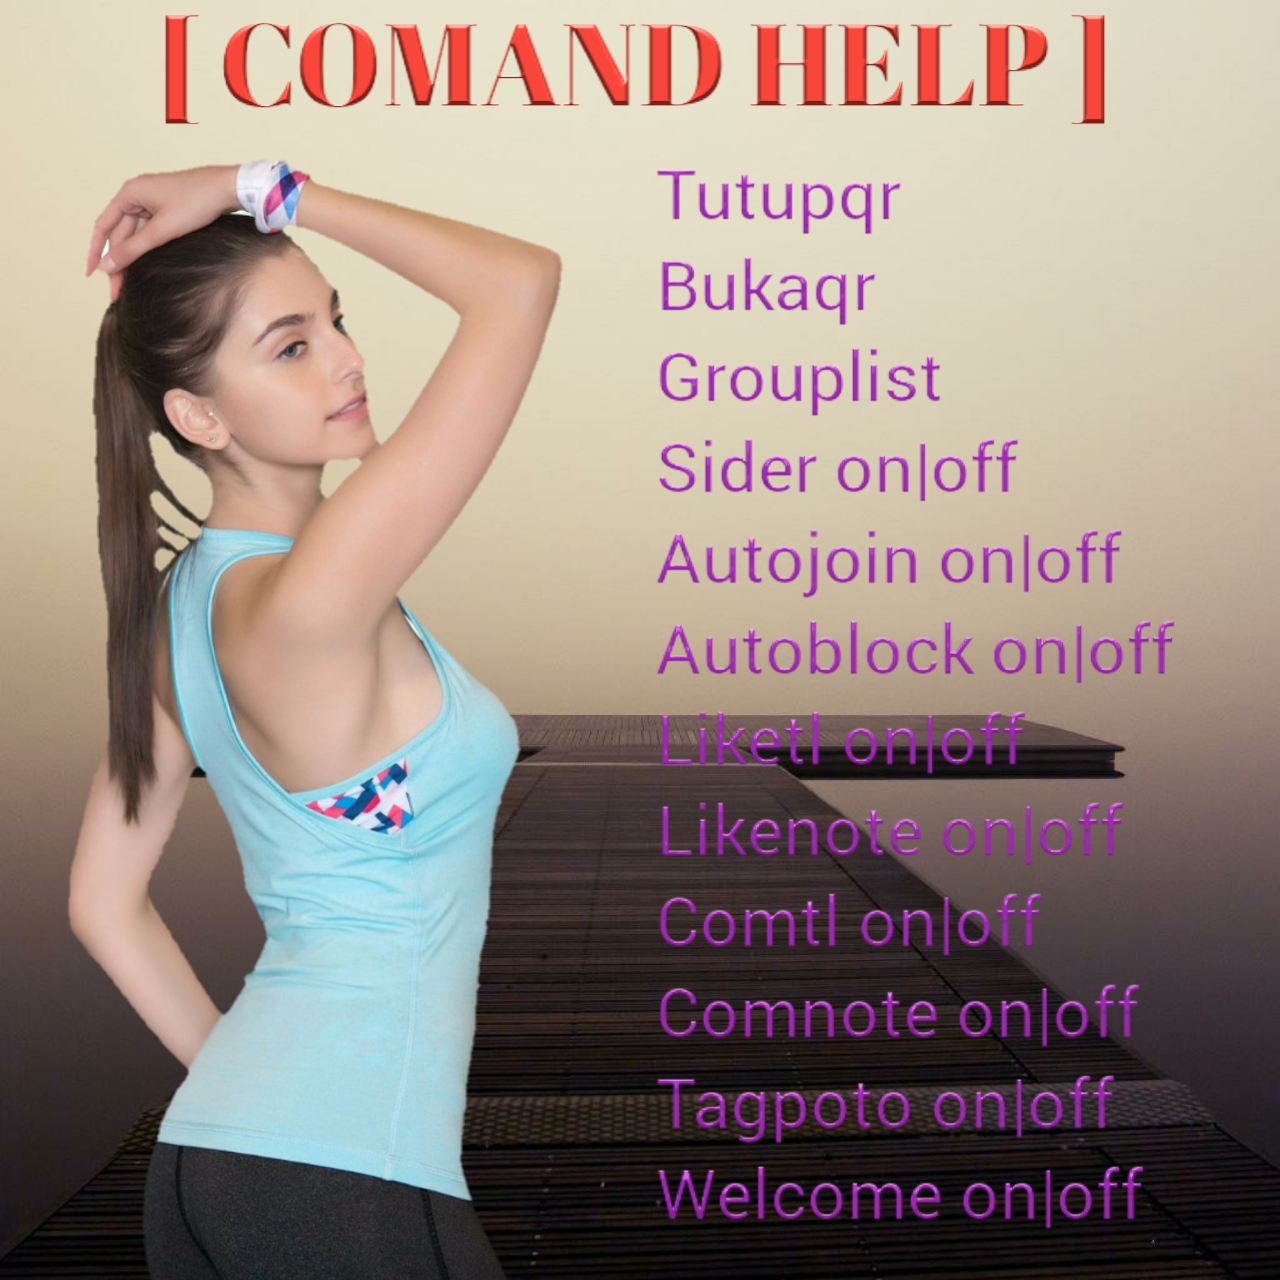 [ COMAND HELP ]
Tutupqr
Bukaqr
Grouplist
Sider on|off
Autojoin on|off
Autoblock on|off
Liketl on|off
Likenote on|off
Comtl on|off
Comnote on|off
Tagpoto on|off
Welcome on|off